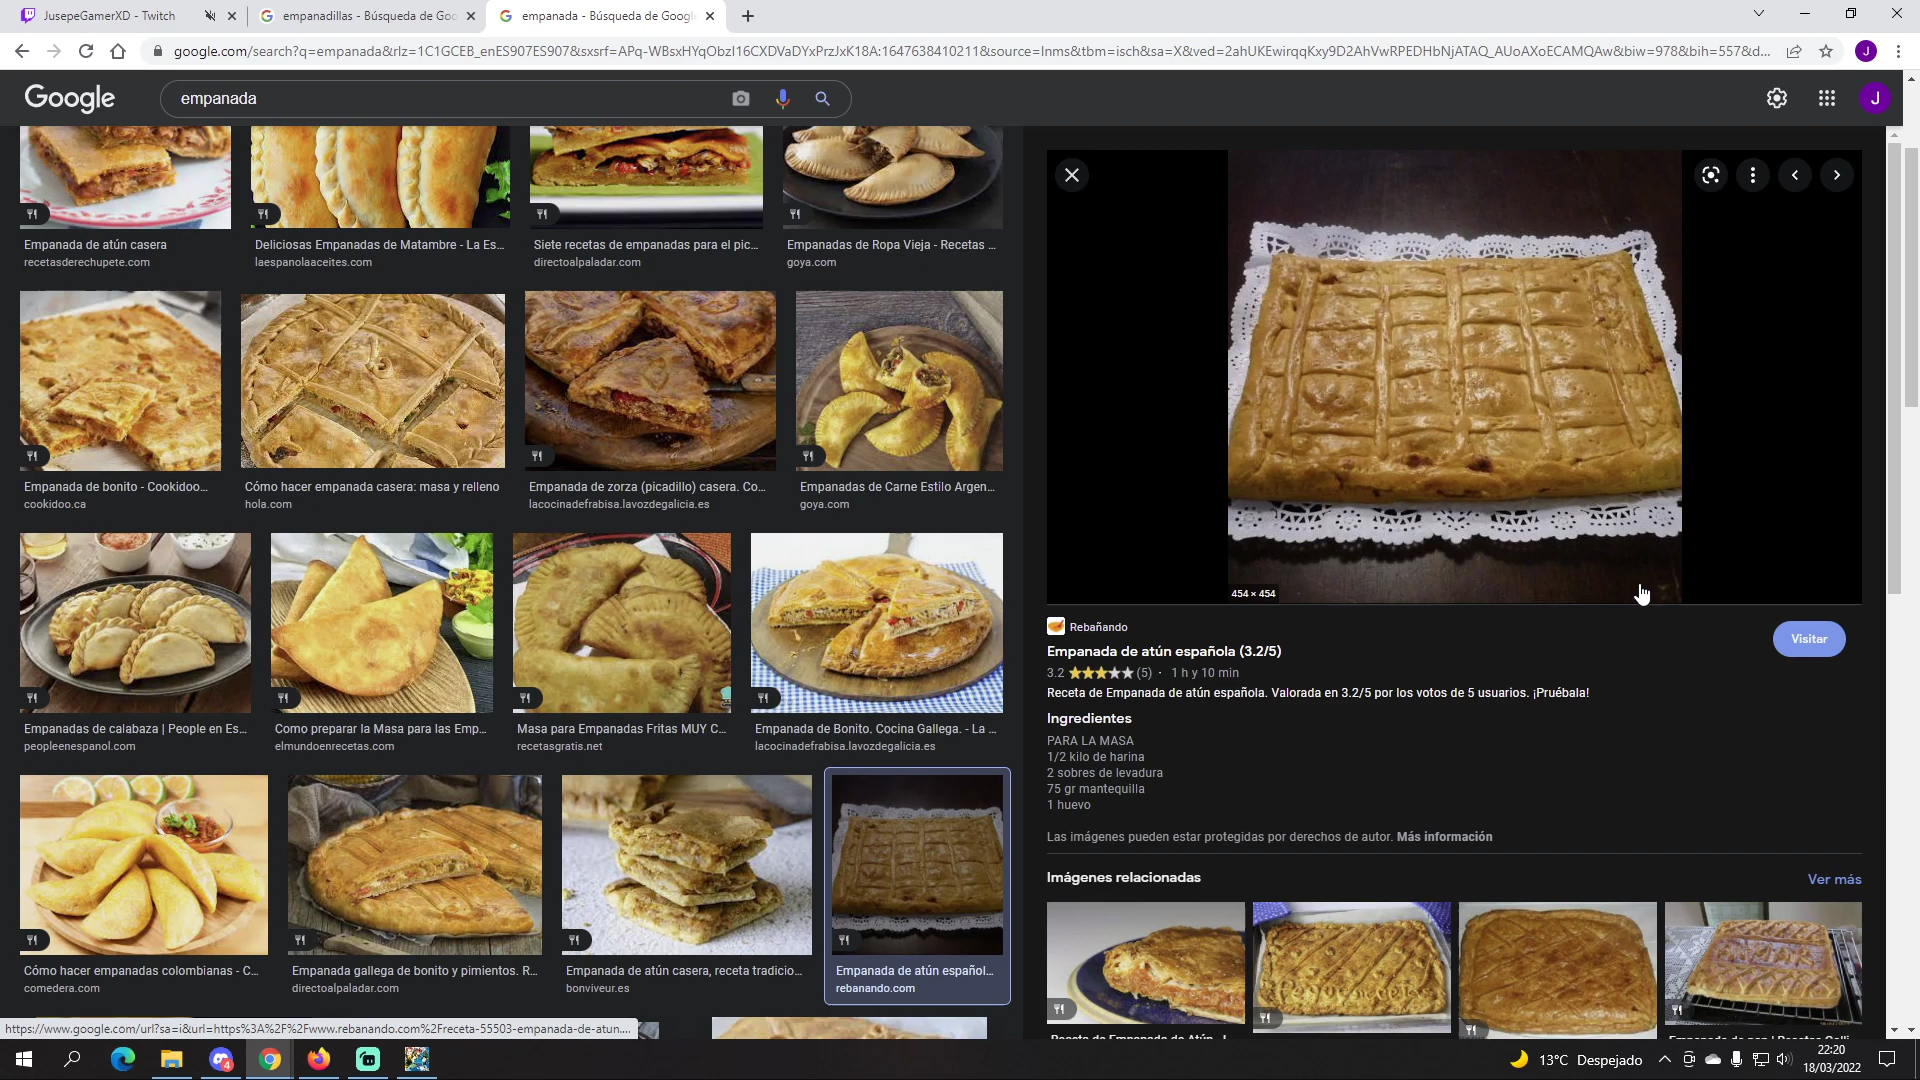 JusepeGamerXD - Twitch
empanadillas - Búsqueda de Goo
empanada - Búsqueda de Google
google.com/search?q=empanada&rlz=1C1GCEB_enES907ES907&sxsrf=APq-WBsxHYqObzI16CXDVaDYxPrzJxK18A:1647638410211&source=lnms&tbm=isch&sa=X&ved=2ahUKEwirqqKxy9D2AhVwRPEDHbNjATAQ_AUoAXoECAMQAw&biw=978&bih=557&d...
J
Google
empanada
J
Empanada de atún casera
recetasderechupete.com
Deliciosas Empanadas de Matambre - La Es...
laespanolaaceites.com
Siete recetas de empanadas para el pic...
directoalpaladar.com
Empanadas de Ropa Vieja - Recetas ...
goya.com
Empanada de bonito - Cookidoo...
cookidoo.ca
Cómo hacer empanada casera: masa y relleno
hola.com
Empanada de zorza (picadillo) casera. Co...
lacocinadefrabisa.lavozdegalicia.es
Empanadas de Carne Estilo Argen...
goya.com
Empanadas de calabaza | People en Es...
peopleenespanol.com
Como preparar la Masa para las Emp...
elmundoenrecetas.com
Masa para Empanadas Fritas MUY C...
recetasgratis.net
Empanada de Bonito. Cocina Gallega. - La ...
lacocinadefrabisa.lavozdegalicia.es
Cómo hacer empanadas colombianas - C...
comedera.com
Empanada gallega de bonito y pimientos. R...
directoalpaladar.com
Empanada de atún casera, receta tradicio...
bonviveur.es
Empanada de atún español...
rebanando.com
454 × 454
Rebañando
Visitar
Empanada de atún española (3.2/5)
3.2 (5) · 1 h y 10 min
Receta de Empanada de atún española. Valorada en 3.2/5 por los votos de 5 usuarios. ¡Pruébala!
Ingredientes
PARA LA MASA
1/2 kilo de harina
2 sobres de levadura
75 gr mantequilla
1 huevo
Las imágenes pueden estar protegidas por derechos de autor. Más información
Imágenes relacionadas
Ver más
https://www.google.com/url?sa=i&url=https%3A%2F%2Fwww.rebanando.com%2Freceta-55503-empanada-de-atun....
4
13°C Despejado
22:20
18/03/2022